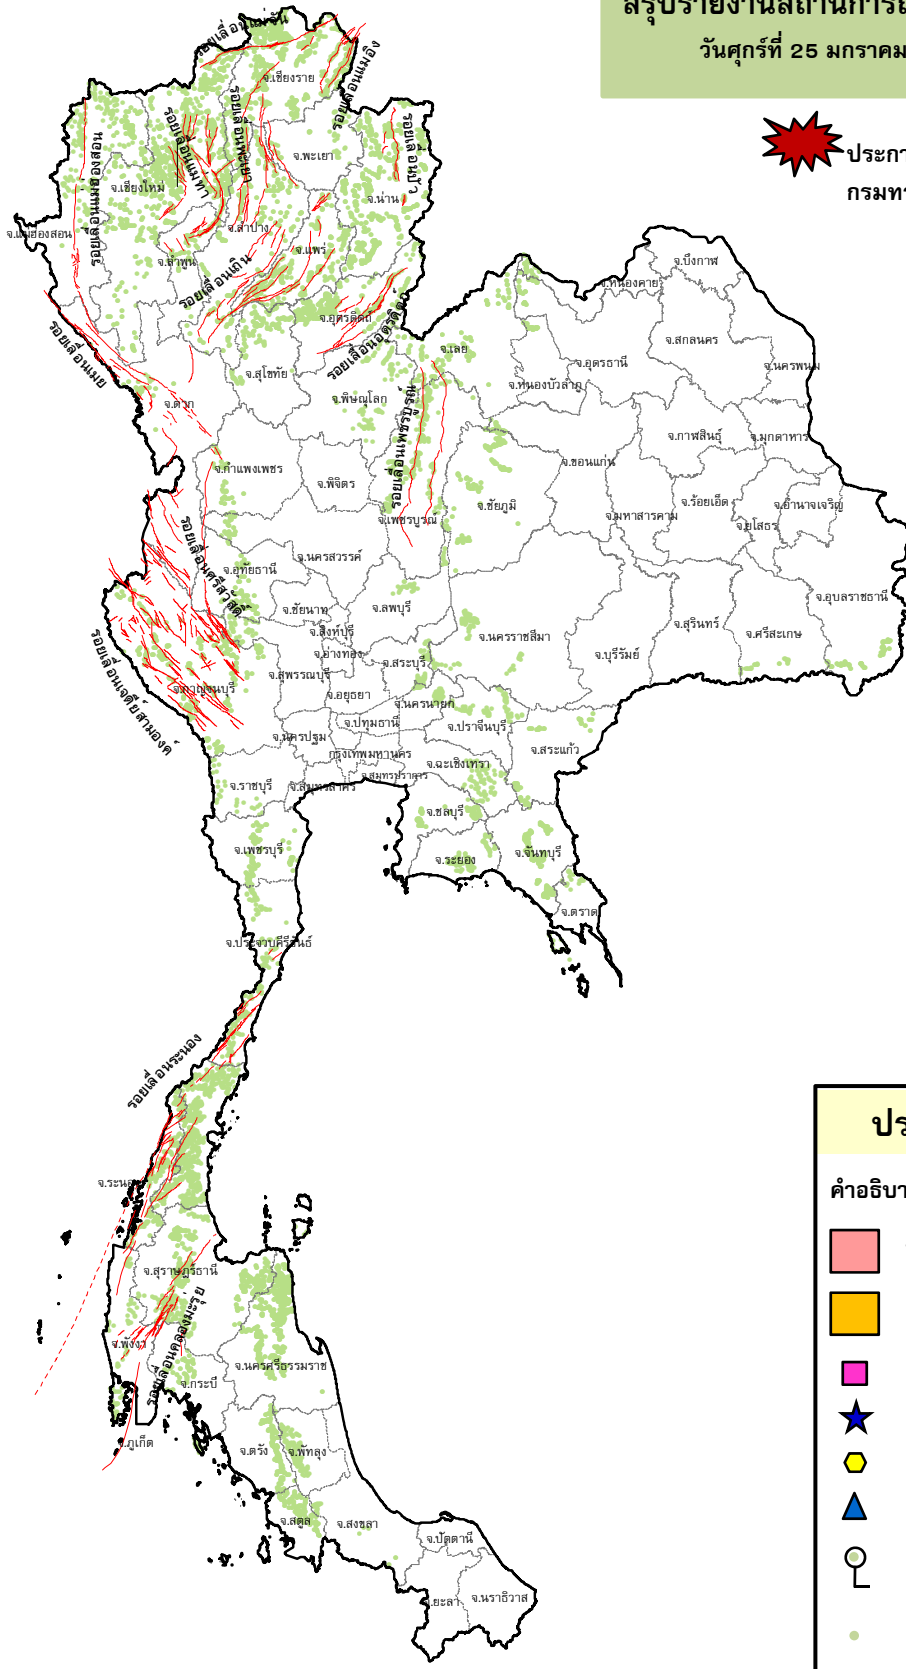 สรุปรายงานสถานการณ์
วันศุกร์ที่ 25 มกราคม
ประกา
กรมทร
รอยเลื่อนแม่จัน
รอยเลื่อนแม่อิง
จ.เชียงราย
รอยเลื่อนแม่ฮ่องสอน
รอยเลื่อนแม่ทา
รอยเลื่อนพะเยา
รอยเลื่อนปัว
จ.พะเยา
จ.เชียงใหม่
จ.น่าน
จ.แม่ฮ่องสอน
จ.ลำปาง
จ.แพร่
จ.ลำพูน
รอยเลื่อนเถิน
จ.บึงกาฬ
จ.หนองคาย
จ.อุตรดิตถ์
รอยเลื่อนอุตรดิตถ์
จ.สกลนคร
จ.เลย
จ.อุดรธานี
จ.นครพนม
รอยเลื่อนเมย
จ.สุโขทัย
จ.หนองบัวลำภู
จ.ตาก
จ.พิษณุโลก
รอยเลื่อนเพชรบูรณ์
จ.กาฬสินธุ์
จ.มุกดาหาร
จ.กำแพงเพชร
จ.พิจิตร
จ.ขอนแก่น
จ.เพชรบูรณ์
จ.ชัยภูมิ
จ.ร้อยเอ็ด
จ.อำนาจเจริญ
จ.มหาสารคาม
จ.ยโสธร
รอยเลื่อนศรีสวัสดิ์
จ.นครสวรรค์
จ.อุทัยธานี
จ.อุบลราชธานี
จ.ชัยนาท
จ.ลพบุรี
จ.สิงห์บุรี
จ.นครราชสีมา
จ.สุรินทร์
จ.ศรีสะเกษ
จ.อ่างทอง
จ.บุรีรัมย์
รอยเลื่อนเจดีย์สามองค์
จ.สระบุรี
จ.สุพรรณบุรี
จ.กาญจนบุรี
จ.อยุธยา
จ.นครนายก
จ.ปทุมธานี
จ.ปราจีนบุรี
จ.นครปฐม
จ.สระแก้ว
กรุงเทพมหานคร
จ.ฉะเชิงเทรา
จ.สมุทรปราการ
จ.ราชบุรี
จ.สมุทรสาคร
จ.ชลบุรี
จ.เพชรบุรี
จ.ระยอง
จ.จันทบุรี
จ.ตราด
จ.ประจวบคีรีขันธ์
รอยเลื่อนระนอง
ปร
คำอธิบา
จ.ระนอง
จ.สุราษฎร์ธานี
รอยเลื่อนคลองมะรุ่ย
จ.พังงา
จ.นครศรีธรรมราช
จ.กระบี่
จ.ภูเก็ต
จ.ตรัง
จ.พัทลุง
จ.สตูล
จ.สงขลา
จ.ปัตตานี
จ.ยะลา
จ.นราธิวาส